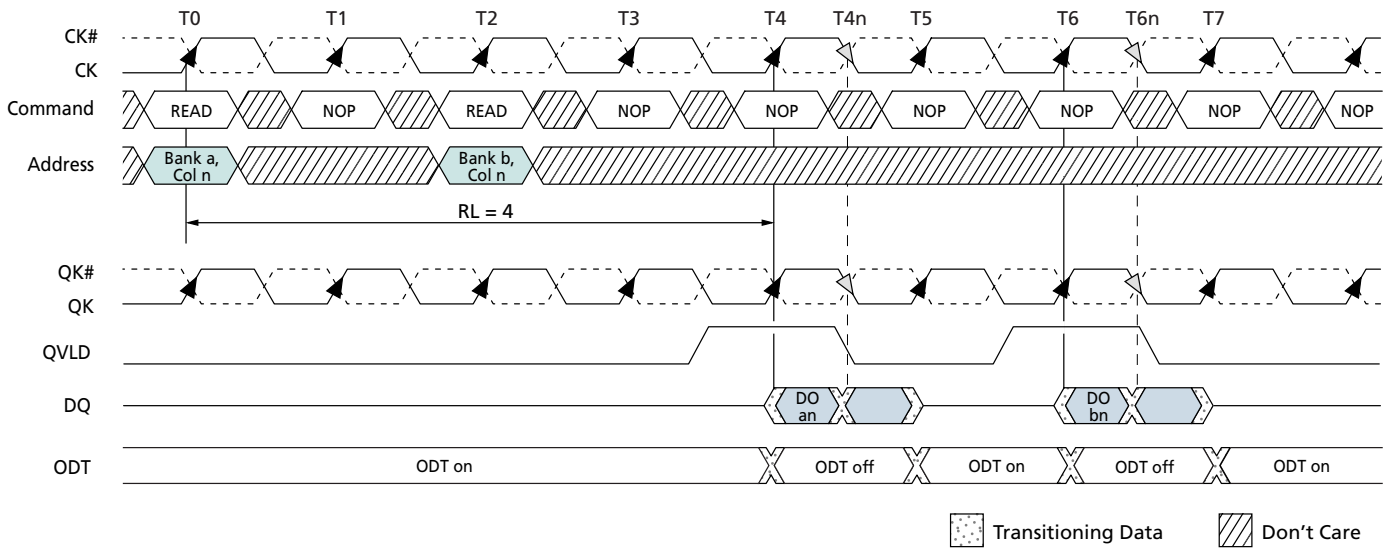 T0 T1 T2 T3 T4 T4n T5 T6 T6n T7
CK#
CK
Command READ NOP READ NOP NOP NOP NOP NOP NOP
Address Bank a, Col n Bank b, Col n
RL = 4
QK#
QK
QVLD
DQ DO an DO bn
ODT ODT on ODT off ODT on ODT off ODT on
Transitioning Data Don't Care